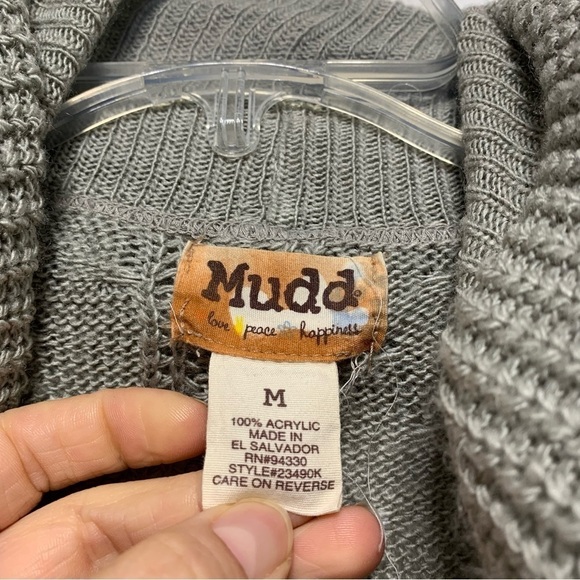 Mudd®
love peace happiness
M
100% ACRYLIC
MADE IN
EL SALVADOR
RN#94330
STYLE#23490K
CARE ON REVERSE